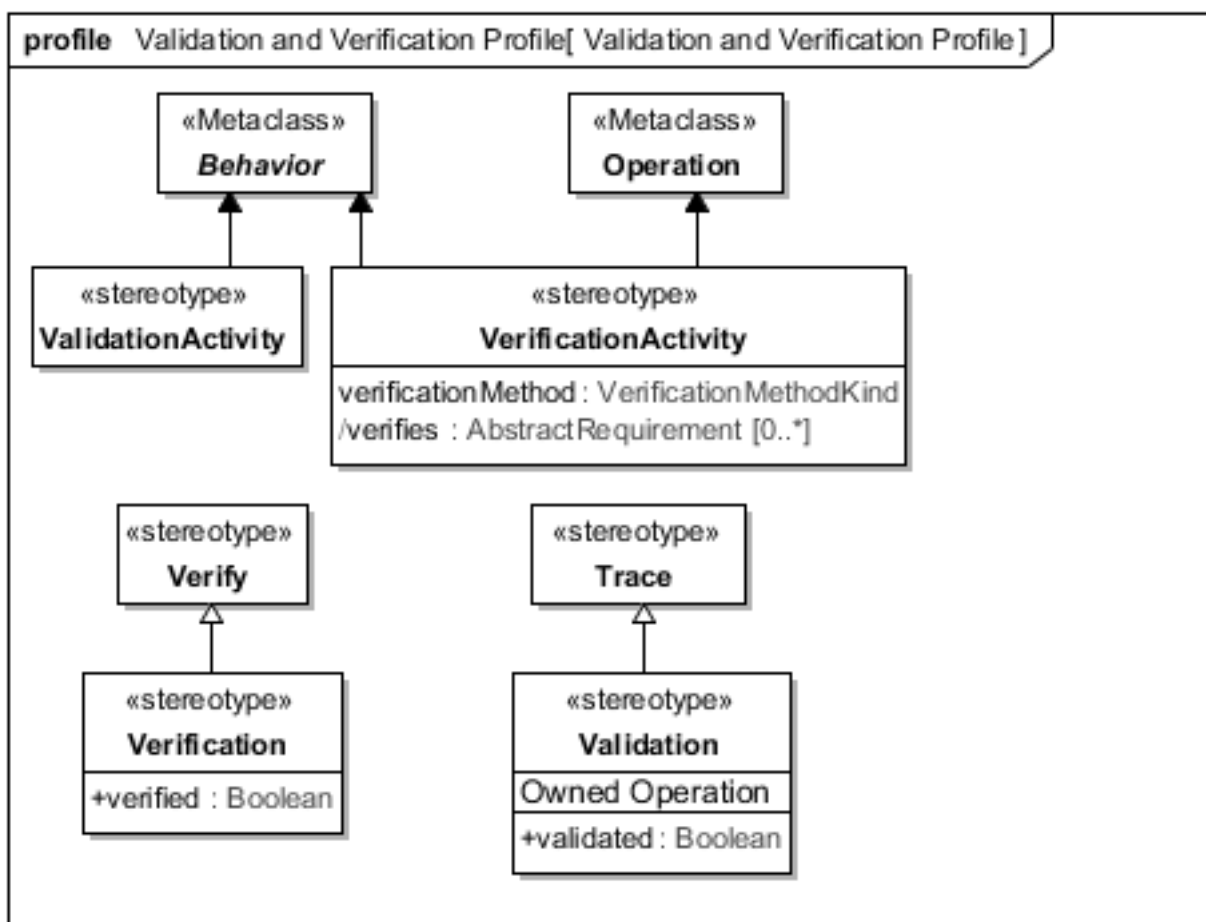 profile Validation and Verification Profile[ Validation and Verification Profile ]
«Metaclass»
Behavior
«Metaclass»
Operation
«stereotype»
ValidationActivity
«stereotype»
VerificationActivity
verificationMethod : VerificationMethodKind
/verifies : AbstractRequirement [0..*]
«stereotype»
Verify
«stereotype»
Trace
«stereotype»
Verification
+verified : Boolean
«stereotype»
Validation
Owned Operation
+validated : Boolean